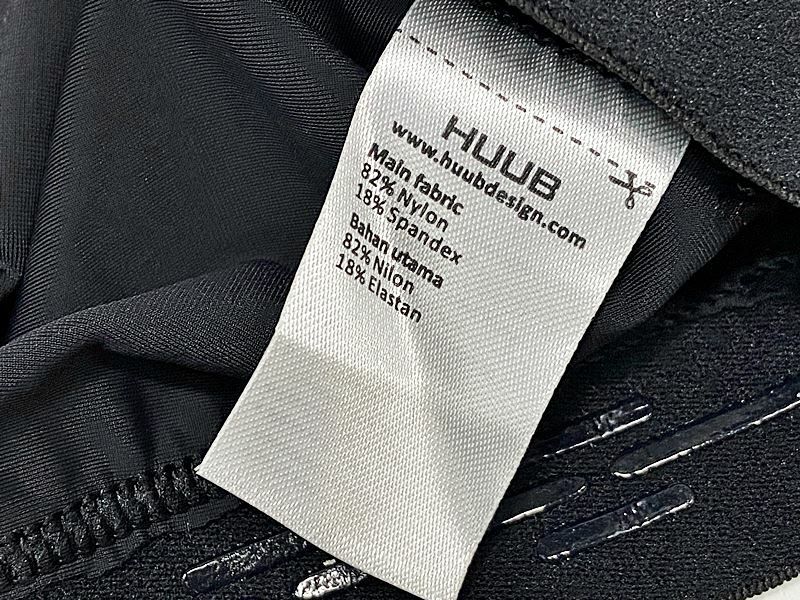 HUUB
www.huubdesign.com
Main fabric
82% Nylon
18% Spandex
Bahan utama
82% Nilon
18% Elastan